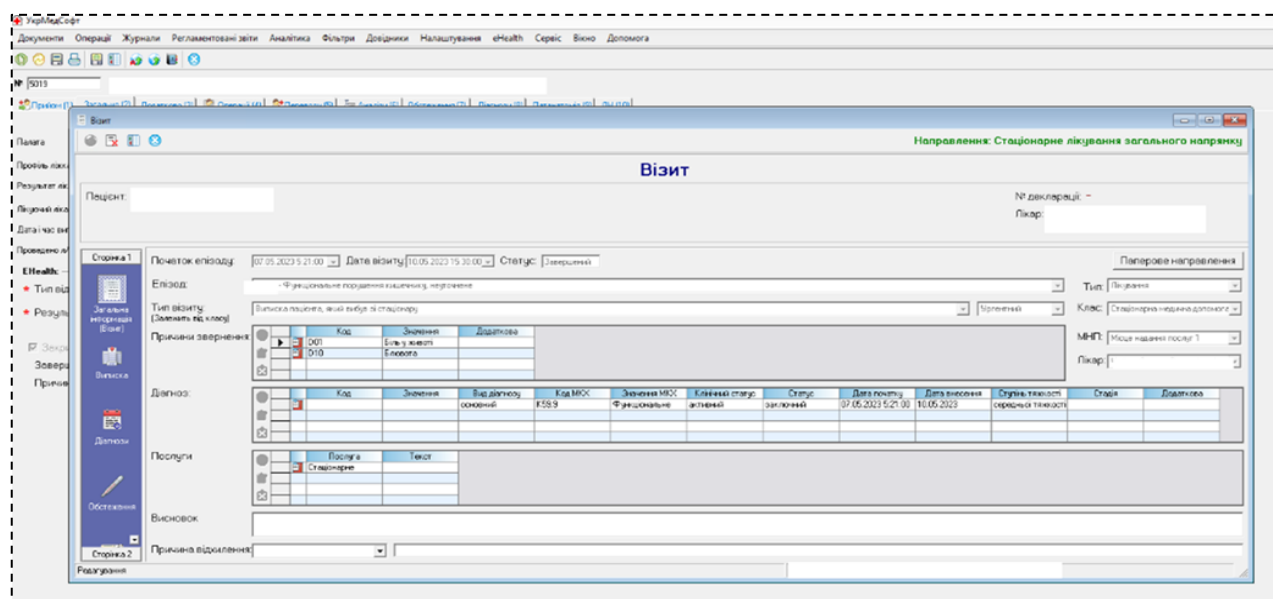 УкрМедСофт
Документи Операції Журнали Регламентовані звіти Аналітика Фільтри Довідники Налаштування eHealth Сервіс Вікно Допомога
№ 5019
Візит
Палата
Направлення: Стаціонарне лікування загального напрямку
Візит
Пацієнт:
№ декларації: -
Лікар:
Сторінка 1
Початок епізоду: 07.05.2023 5:21:00 Дата візиту: 10.05.2023 15:30:00 Статус: Завершений
Паперове направлення
EHealth:
Епізод: - Функціональне порушення кишечнику, неуточнене
Тип: Лікування
Загальна інформація (Візит)
Тип візиту: Виписка пацієнта, який вибув зі стаціонару Ургентний
(Залежить від класу)
Клас: Стаціонарна медична допомога
Причини звернення:
Код Значення Додаткова
D01 Біль у животі
D10 Блювота
МНП: Місце надання послуг 1
Лікар:
Виписка
Діагноз:
Код Значення Вид діагнозу Код МКХ Значення МКХ Клінічний статус Статус Дата початку Дата внесення Ступінь тяжкості Стадія Додаткова
основний K59.9 Функціональне активний заключний 07.05.2023 5:21:00 10.05.2023 середньої тяжкості
Діагнози
Послуги
Послуга Текст
Стаціонарне
Обстеження
Висновок
Причина відхилення:
Сторінка 2
Редагування